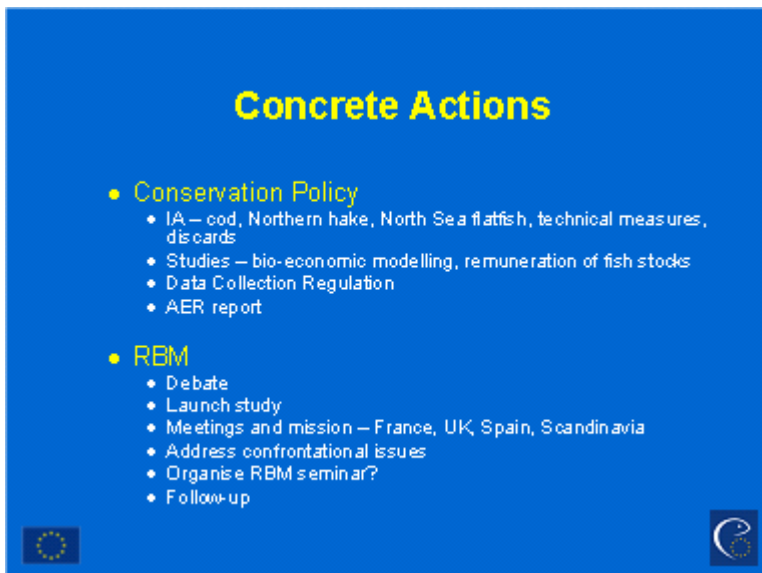 Concrete Actions
Conservation Policy
IA – cod, Northern hake, North Sea flatfish, technical measures,
discards
Studies – bio-economic modelling, remuneration of fish stocks
Data Collection Regulation
AER report
RBM
Debate
Launch study
Meetings and mission – France, UK, Spain, Scandinavia
Address confrontational issues
Organise RBM seminar?
Follow-up